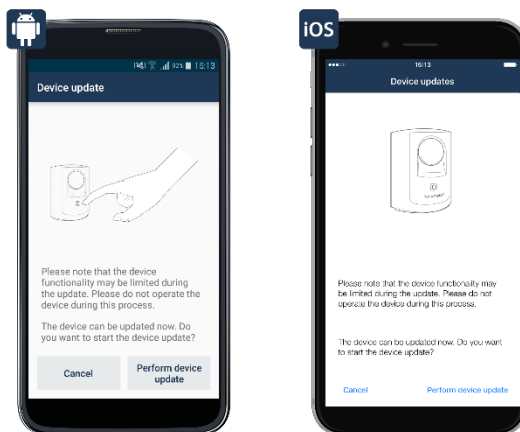 92% 15:13
Device update
Please note that the device
functionality may be limited during
the update. Please do not operate the
device during this process.
The device can be updated now. Do
you want to start the device update?
Cancel
Perform device
update
iOS
15:13
Device updates
Please note that the device functionality may
be limited during the update. Please do not
operate the device during this process.
The device can be updated now. Do you want
to start the device update?
Cancel
Perform device update